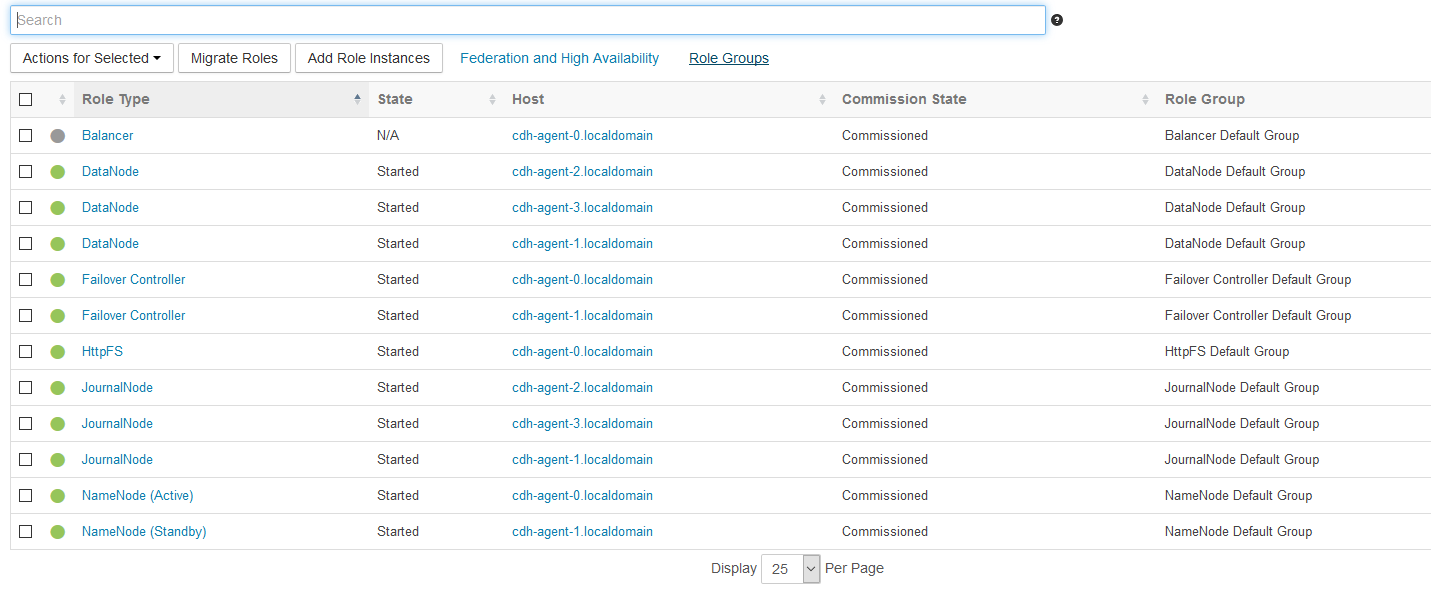 Search
Actions for Selected Migrate Roles Add Role Instances Federation and High Availability Role Groups
Role Type State Host Commission State Role Group
Balancer N/A cdh-agent-0.localdomain Commissioned Balancer Default Group
DataNode Started cdh-agent-2.localdomain Commissioned DataNode Default Group
DataNode Started cdh-agent-3.localdomain Commissioned DataNode Default Group
DataNode Started cdh-agent-1.localdomain Commissioned DataNode Default Group
Failover Controller Started cdh-agent-0.localdomain Commissioned Failover Controller Default Group
Failover Controller Started cdh-agent-1.localdomain Commissioned Failover Controller Default Group
HttpFS Started cdh-agent-0.localdomain Commissioned HttpFS Default Group
JournalNode Started cdh-agent-2.localdomain Commissioned JournalNode Default Group
JournalNode Started cdh-agent-3.localdomain Commissioned JournalNode Default Group
JournalNode Started cdh-agent-1.localdomain Commissioned JournalNode Default Group
NameNode (Active) Started cdh-agent-0.localdomain Commissioned NameNode Default Group
NameNode (Standby) Started cdh-agent-1.localdomain Commissioned NameNode Default Group
Display 25 Per Page